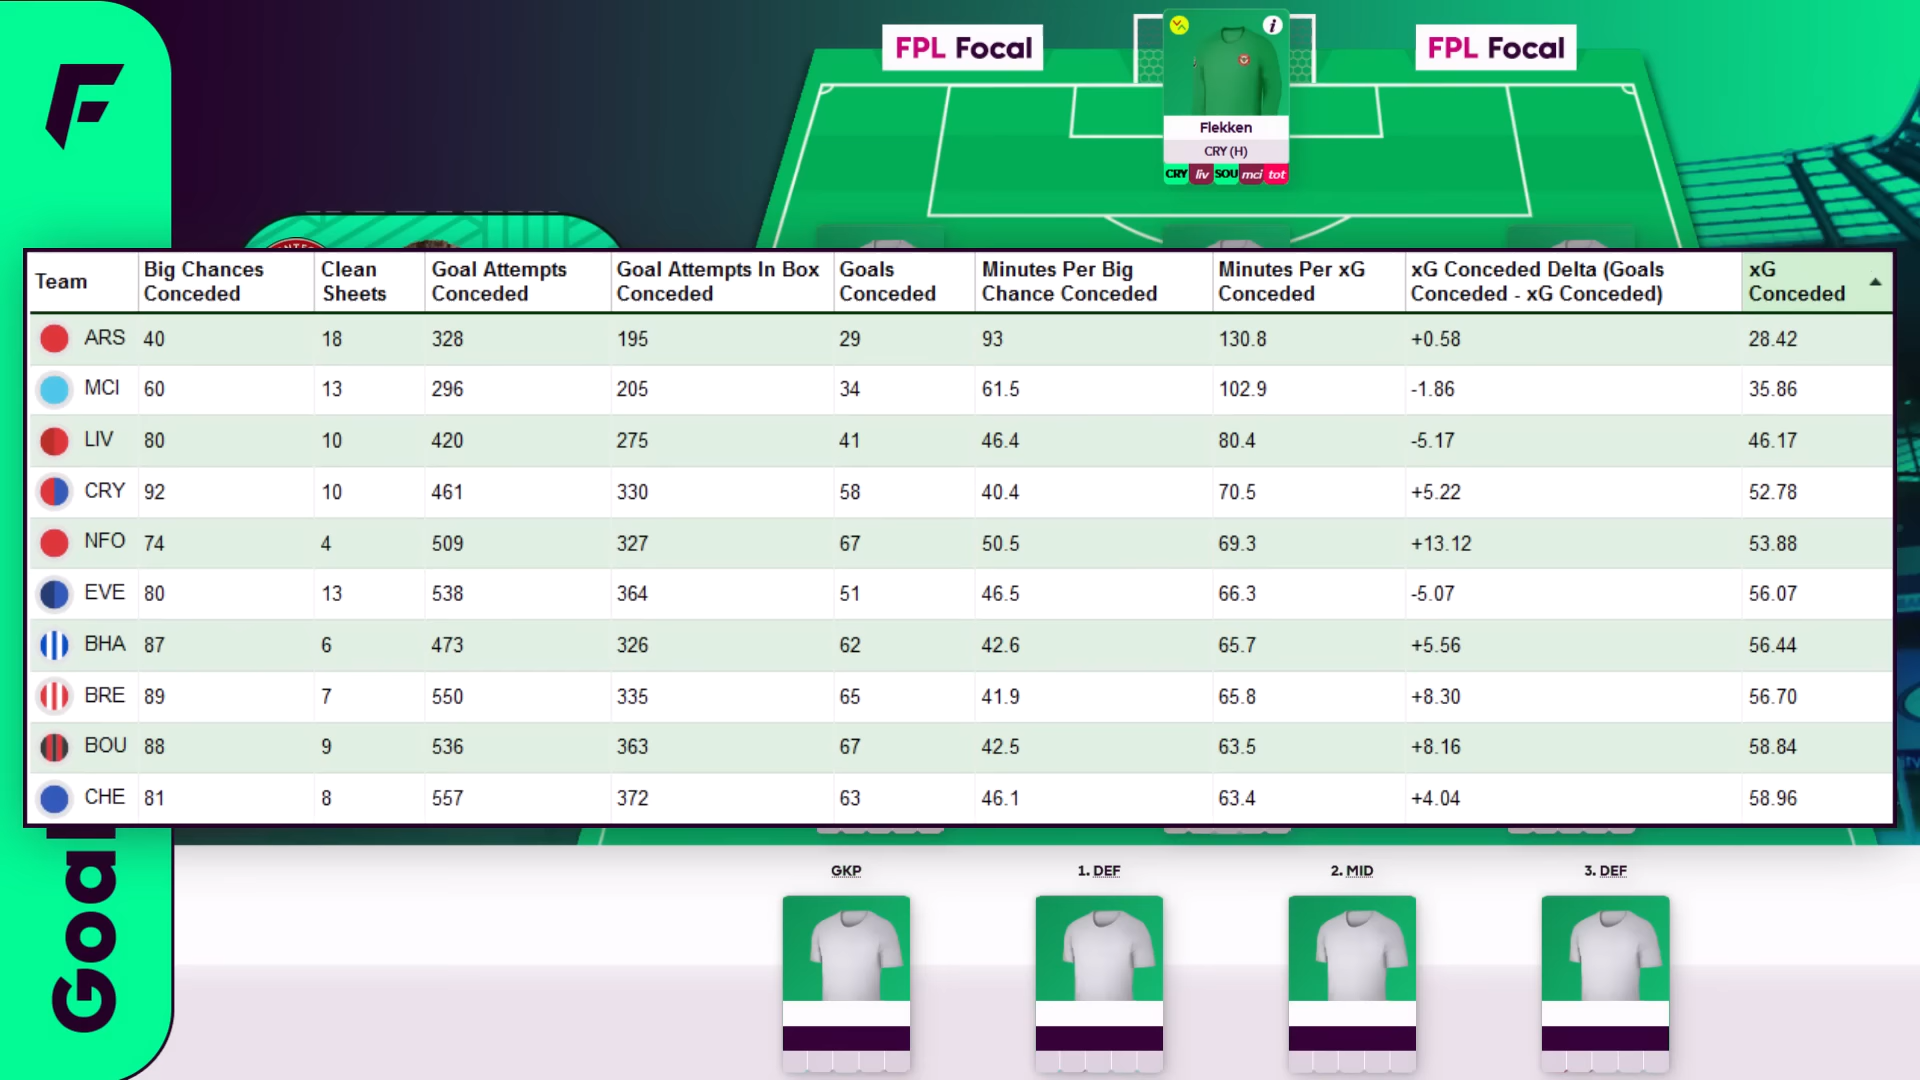 FPL Focal
FPL Focal
i
Flekken
CRY (H)
CRY liv SOU mci tot
Team Big Chances Conceded Clean Sheets Goal Attempts Conceded Goal Attempts In Box Conceded Goals Conceded Minutes Per Big Chance Conceded Minutes Per xG Conceded xG Conceded Delta (Goals Conceded - xG Conceded) xG Conceded
ARS 40 18 328 195 29 93 130.8 +0.58 28.42
MCI 60 13 296 205 34 61.5 102.9 -1.86 35.86
LIV 80 10 420 275 41 46.4 80.4 -5.17 46.17
CRY 92 10 461 330 58 40.4 70.5 +5.22 52.78
NFO 74 4 509 327 67 50.5 69.3 +13.12 53.88
EVE 80 13 538 364 51 46.5 66.3 -5.07 56.07
BHA 87 6 473 326 62 42.6 65.7 +5.56 56.44
BRE 89 7 550 335 65 41.9 65.8 +8.30 56.70
BOU 88 9 536 363 67 42.5 63.5 +8.16 58.84
CHE 81 8 557 372 63 46.1 63.4 +4.04 58.96
GKP 1. DEF 2. MID 3. DEF